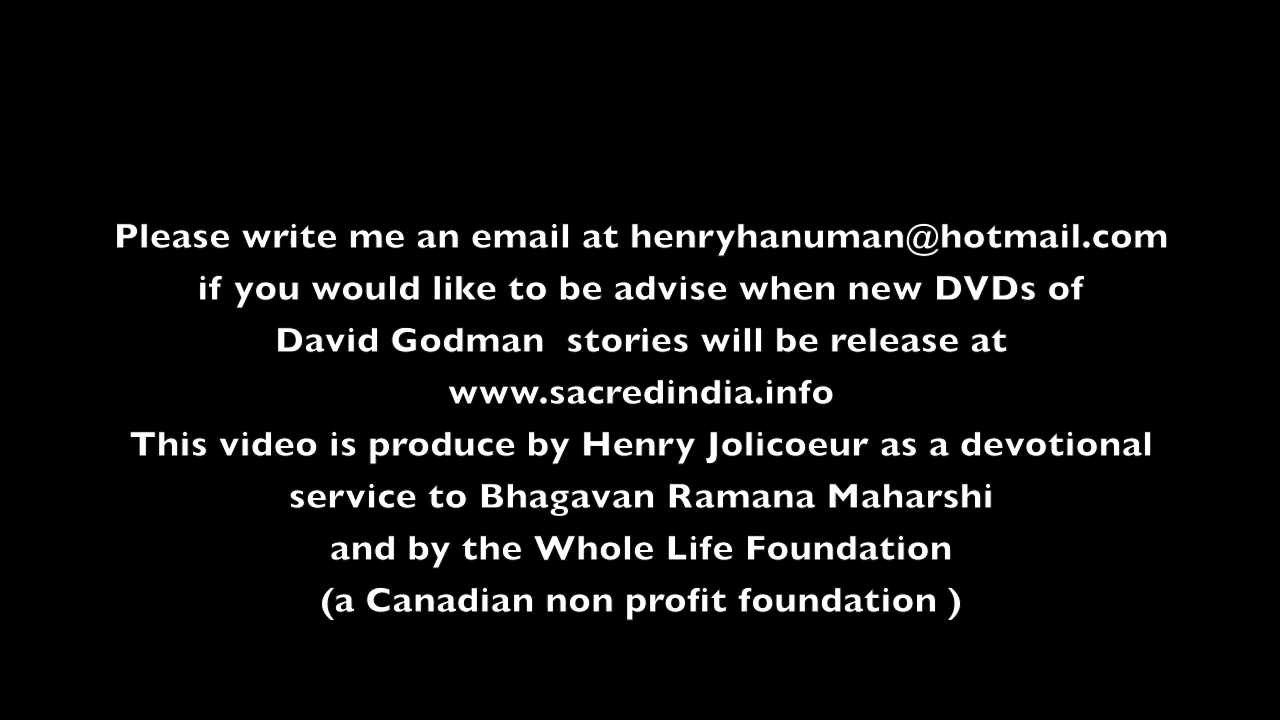 Please write me an email at henryhanuman@hotmail.com
if you would like to be advise when new DVDs of
David Godman  stories will be release at
www.sacredindia.info
This video is produce by Henry Jolicoeur as a devotional
service to Bhagavan Ramana Maharshi
and by the Whole Life Foundation
(a Canadian non profit foundation )